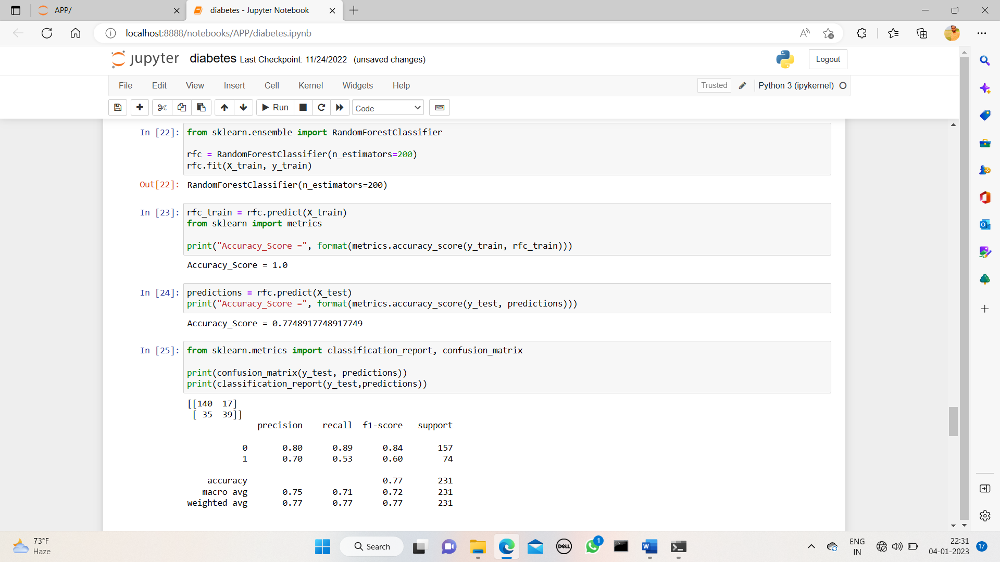 APP/
diabetes - Jupyter Notebook
localhost:8888/notebooks/APP/diabetes.ipynb
jupyter diabetes Last Checkpoint: 11/24/2022 (unsaved changes)
Logout
File Edit View Insert Cell Kernel Widgets Help
Trusted
Python 3 (ipykernel)
Run
Code
In [22]: from sklearn.ensemble import RandomForestClassifier
rfc = RandomForestClassifier(n_estimators=200)
rfc.fit(X_train, y_train)
Out[22]: RandomForestClassifier(n_estimators=200)
In [23]: rfc_train = rfc.predict(X_train)
from sklearn import metrics
print("Accuracy_Score =", format(metrics.accuracy_score(y_train, rfc_train)))
Accuracy_Score = 1.0
In [24]: predictions = rfc.predict(X_test)
print("Accuracy_Score =", format(metrics.accuracy_score(y_test, predictions)))
Accuracy_Score = 0.7748917748917749
In [25]: from sklearn.metrics import classification_report, confusion_matrix
print(confusion_matrix(y_test, predictions))
print(classification_report(y_test,predictions))
[[140 17]
[ 35 39]]
precision recall f1-score support
0 0.80 0.89 0.84 157
1 0.70 0.53 0.60 74
accuracy 0.77 231
macro avg 0.75 0.71 0.72 231
weighted avg 0.77 0.77 0.77 231
73°F
Haze
Search
DELL
1
ENG
IN
22:31
04-01-2023
17